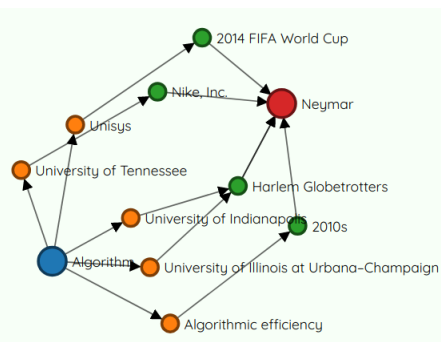 2014 FIFA World Cup
Nike, Inc.
Neymar
Unisys
University of Tennessee
Harlem Globetrotters
University of Indianapolis
2010s
Algorithm
University of Illinois at Urbana–Champaign
Algorithmic efficiency